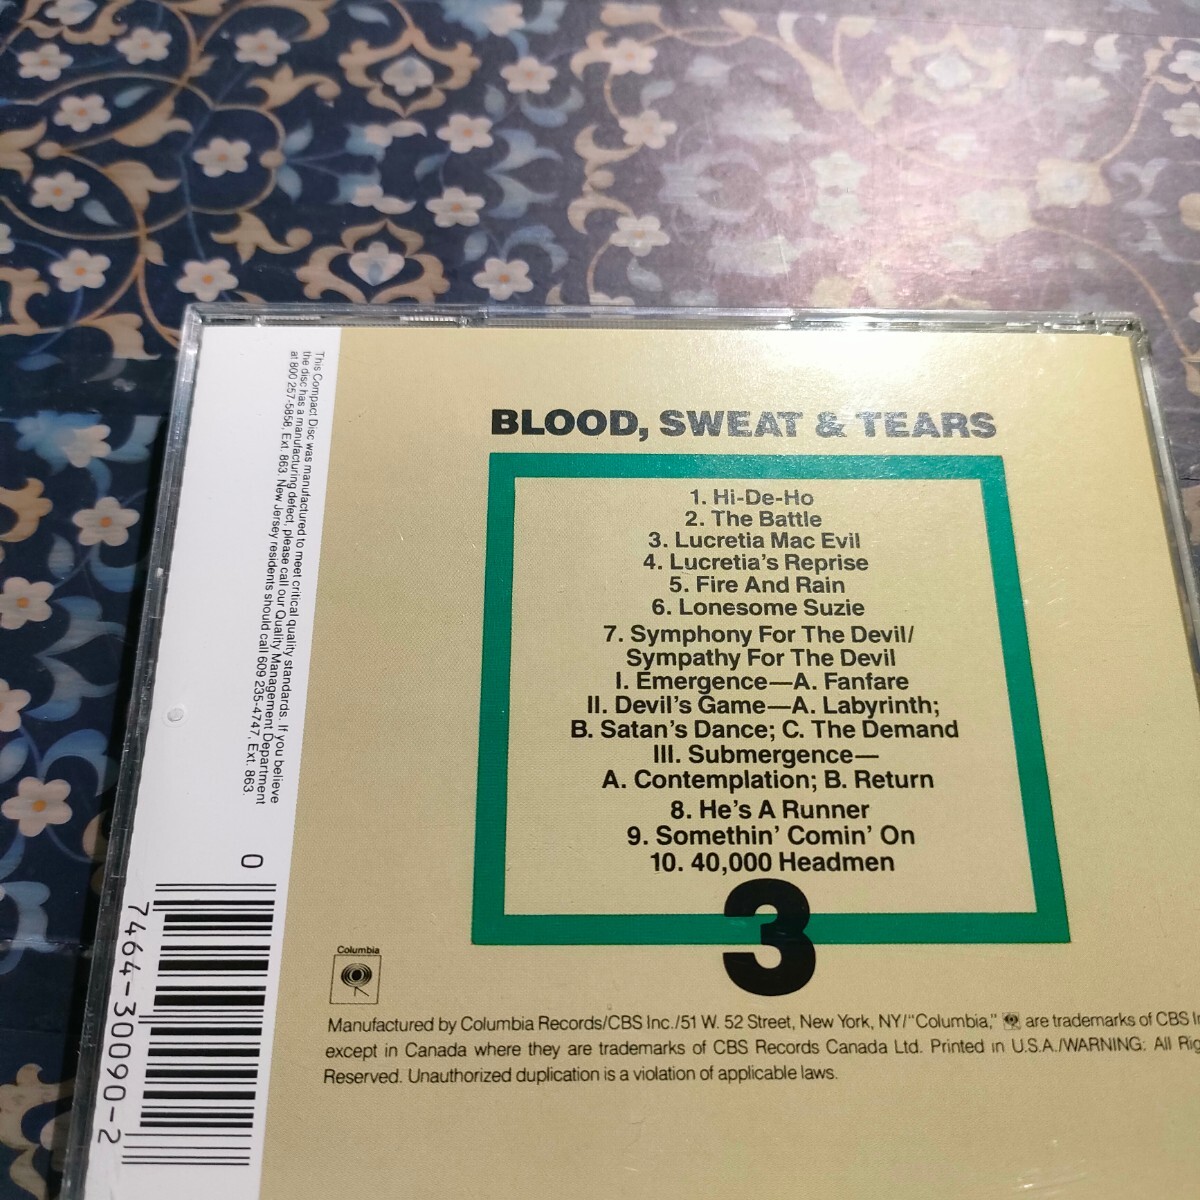 BLOOD, SWEAT & TEARS
1. Hi-De-Ho
2. The Battle
3. Lucretia Mac Evil
4. Lucretia's Reprise
5. Fire And Rain
6. Lonesome Suzie
7. Symphony For The Devil/
Sympathy For The Devil
I. Emergence—A. Fanfare
II. Devil's Game—A. Labyrinth;
B. Satan's Dance; C. The Demand
III. Submergence—
A. Contemplation; B. Return
8. He's A Runner
9. Somethin' Comin' On
10. 40,000 Headmen
3
Columbia
Manufactured by Columbia Records/CBS Inc./51 W. 52 Street, New York, NY/"Columbia," are trademarks of CBS
except in Canada where they are trademarks of CBS Records Canada Ltd. Printed in U.S.A./WARNING: All
Reserved. Unauthorized duplication is a violation of applicable laws.
This Compact Disc was manufactured to meet critical quality standards. If you believe
the disc has a manufacturing defect, please call our Quality Management Department
at 800 257-5858, Ext. 863. New Jersey residents should call 609 235-4747, Ext. 863.
0
7464-30090-2